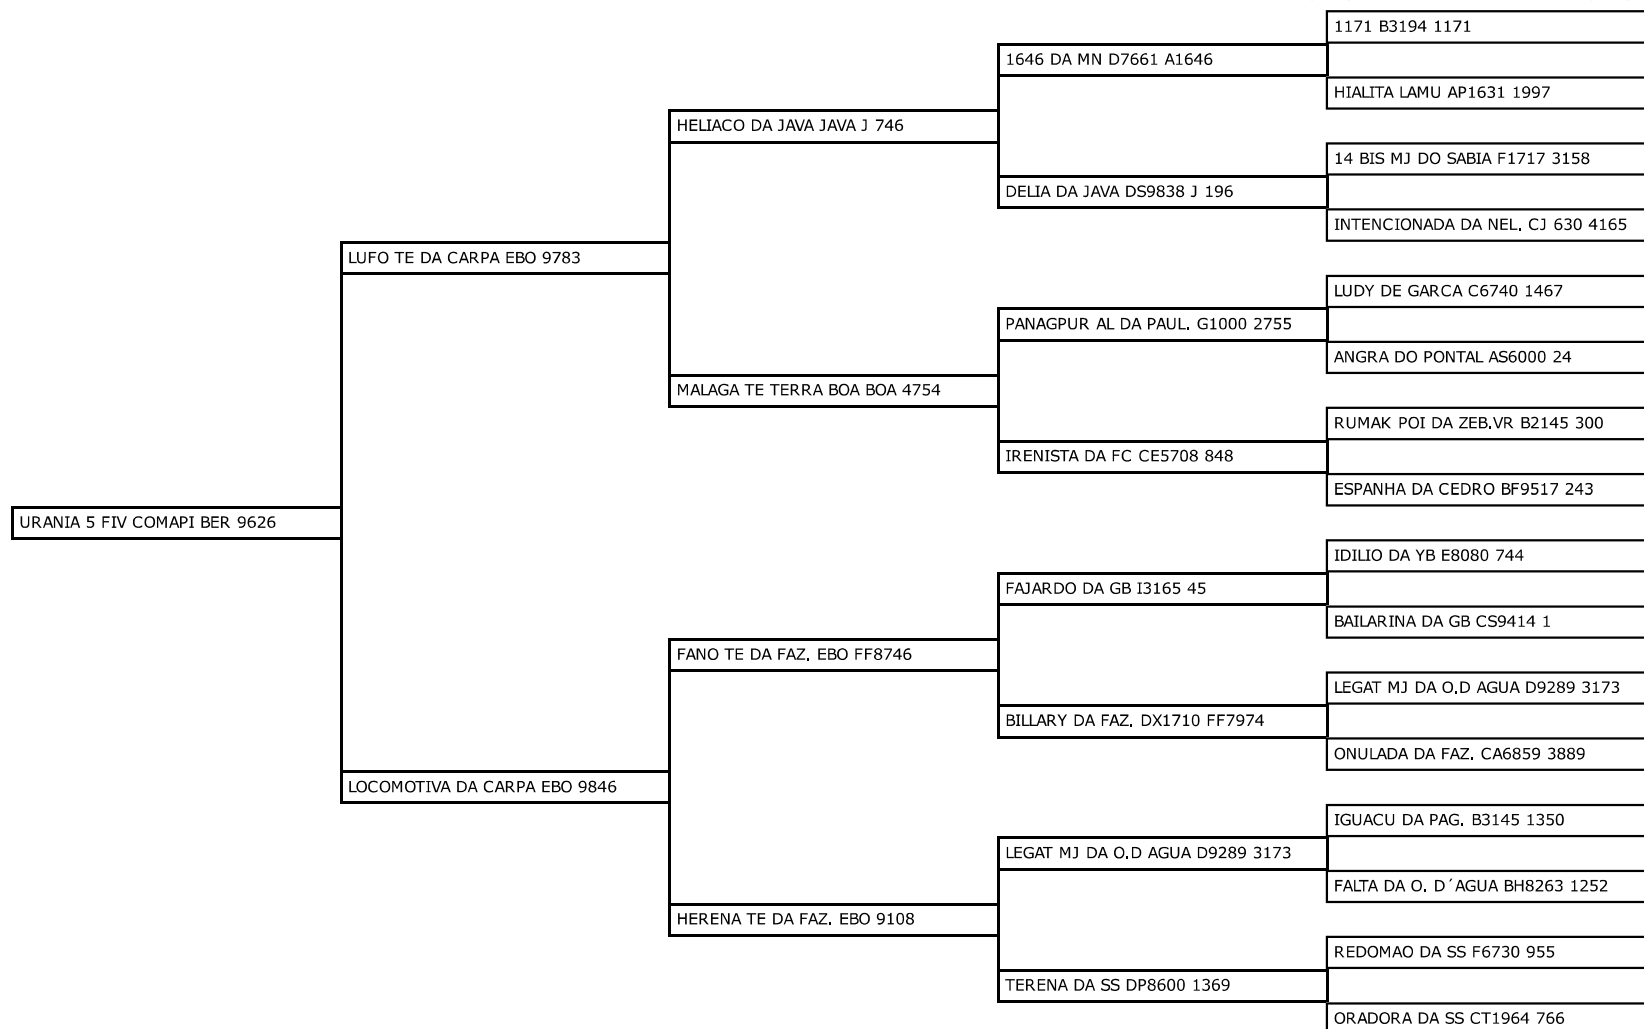 1171 B3194 1171
1646 DA MN D7661 A1646
HIALITA LAMU AP1631 1997
HELIACO DA JAVA JAVA J 746
14 BIS MJ DO SABIA F1717 3158
DELIA DA JAVA DS9838 J 196
INTENCIONADA DA NEL. CJ 630 4165
LUFO TE DA CARPA EBO 9783
LUDY DE GARCA C6740 1467
PANAGPUR AL DA PAUL. G1000 2755
ANGRA DO PONTAL AS6000 24
MALAGA TE TERRA BOA BOA 4754
RUMAK POI DA ZEB.VR B2145 300
IRENISTA DA FC CE5708 848
ESPANHA DA CEDRO BF9517 243
URANIA 5 FIV COMAPI BER 9626
IDILIO DA YB E8080 744
FAJARDO DA GB I3165 45
BAILARINA DA GB CS9414 1
FANO TE DA FAZ. EBO FF8746
LEGAT MJ DA O.D AGUA D9289 3173
BILLARY DA FAZ. DX1710 FF7974
ONULADA DA FAZ. CA6859 3889
LOCOMOTIVA DA CARPA EBO 9846
IGUACU DA PAG. B3145 1350
LEGAT MJ DA O.D AGUA D9289 3173
FALTA DA O. D´AGUA BH8263 1252
HERENA TE DA FAZ. EBO 9108
REDOMAO DA SS F6730 955
TERENA DA SS DP8600 1369
ORADORA DA SS CT1964 766